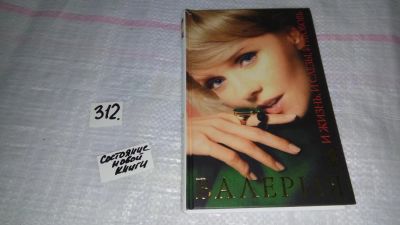 312.
СОСТОЯНИЕ
НОВОЙ
КНИГИ
И ЖИЗНЬ, И СЛЕЗЫ, И ЛЮБОВЬ
ВАЛЕРИЯ